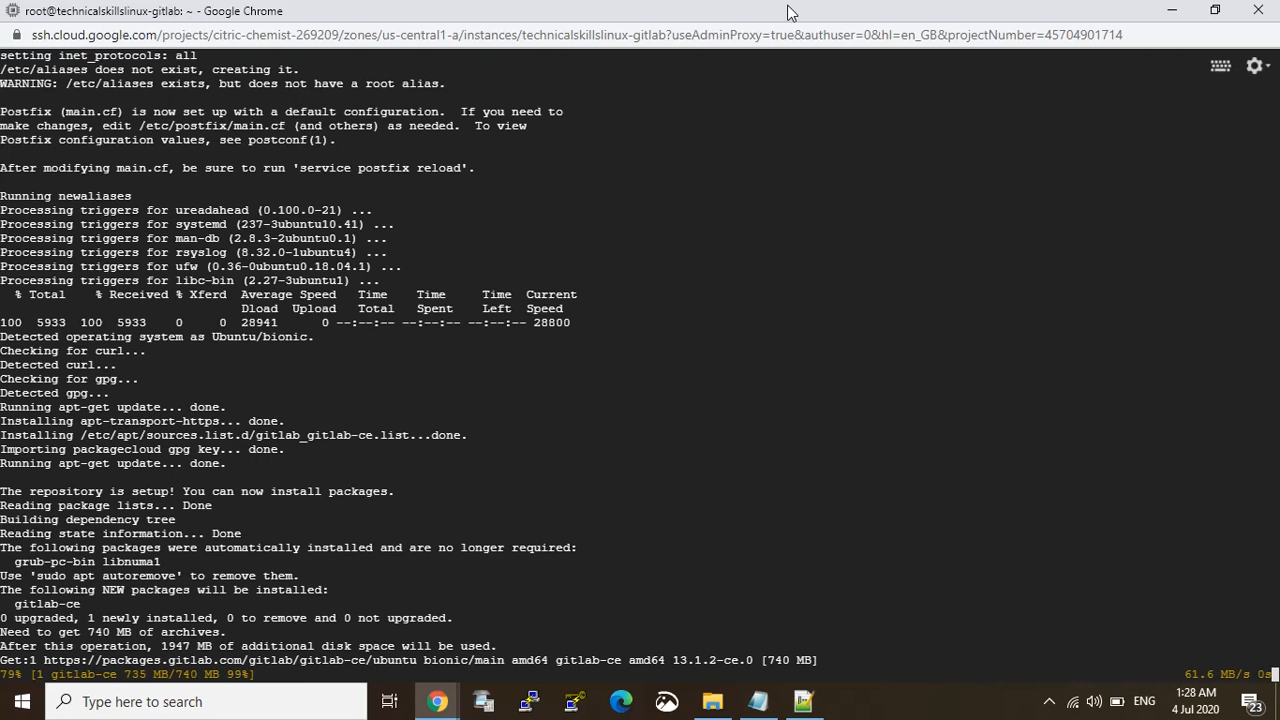 root@technicalskillslinux-gitlab: ~ - Google Chrome
ssh.cloud.google.com/projects/citric-chemist-269209/zones/us-central1-a/instances/technicalskillslinux-gitlab?useAdminProxy=true&authuser=0&hl=en_GB&projectNumber=45704901714
setting inet_protocols: all
/etc/aliases does not exist, creating it.
WARNING: /etc/aliases exists, but does not have a root alias.
Postfix (main.cf) is now set up with a default configuration.  If you need to
make changes, edit /etc/postfix/main.cf (and others) as needed.  To view
Postfix configuration values, see postconf(1).
After modifying main.cf, be sure to run 'service postfix reload'.
Running newaliases
Processing triggers for ureadahead (0.100.0-21) ...
Processing triggers for systemd (237-3ubuntu10.41) ...
Processing triggers for man-db (2.8.3-2ubuntu0.1) ...
Processing triggers for rsyslog (8.32.0-1ubuntu4) ...
Processing triggers for ufw (0.36-0ubuntu0.18.04.1) ...
Processing triggers for libc-bin (2.27-3ubuntu1) ...
% Total    % Received % Xferd  Average Speed   Time    Time     Time  Current
Dload  Upload   Total   Spent    Left  Speed
100  5933  100  5933    0     0  28941      0 --:--:-- --:--:-- --:--:-- 28800
Detected operating system as Ubuntu/bionic.
Checking for curl...
Detected curl...
Checking for gpg...
Detected gpg...
Running apt-get update... done.
Installing apt-transport-https... done.
Installing /etc/apt/sources.list.d/gitlab_gitlab-ce.list...done.
Importing packagecloud gpg key... done.
Running apt-get update... done.
The repository is setup! You can now install packages.
Reading package lists... Done
Building dependency tree
Reading state information... Done
The following packages were automatically installed and are no longer required:
grub-pc-bin libnuma1
Use 'sudo apt autoremove' to remove them.
The following NEW packages will be installed:
gitlab-ce
0 upgraded, 1 newly installed, 0 to remove and 0 not upgraded.
Need to get 740 MB of archives.
After this operation, 1947 MB of additional disk space will be used.
Get:1 https://packages.gitlab.com/gitlab/gitlab-ce/ubuntu bionic/main amd64 gitlab-ce amd64 13.1.2-ce.0 [740 MB]
79% [1 gitlab-ce 735 MB/740 MB 99%] 61.6 MB/s 0s
Type here to search
ENG
1:28 AM
4 Jul 2020
23